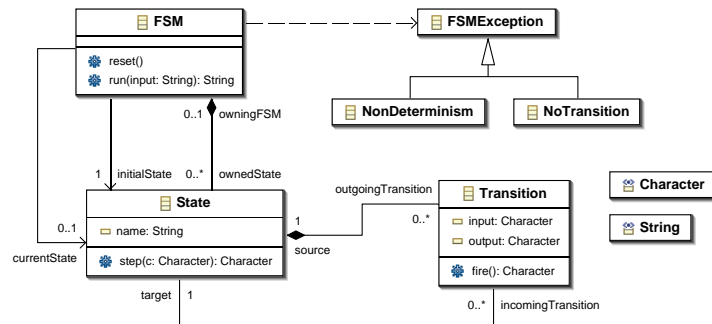 FSM
FSMException
reset()
run(input: String): String
NonDeterminism
NoTransition
0..1
owningFSM
1
initialState
0..*
ownedState
State
outgoingTransition
Transition
Character
name: String
1
0..*
input: Character
output: Character
String
0..1
currentState
source
step(c: Character): Character
fire(): Character
target
1
0..*
incomingTransition